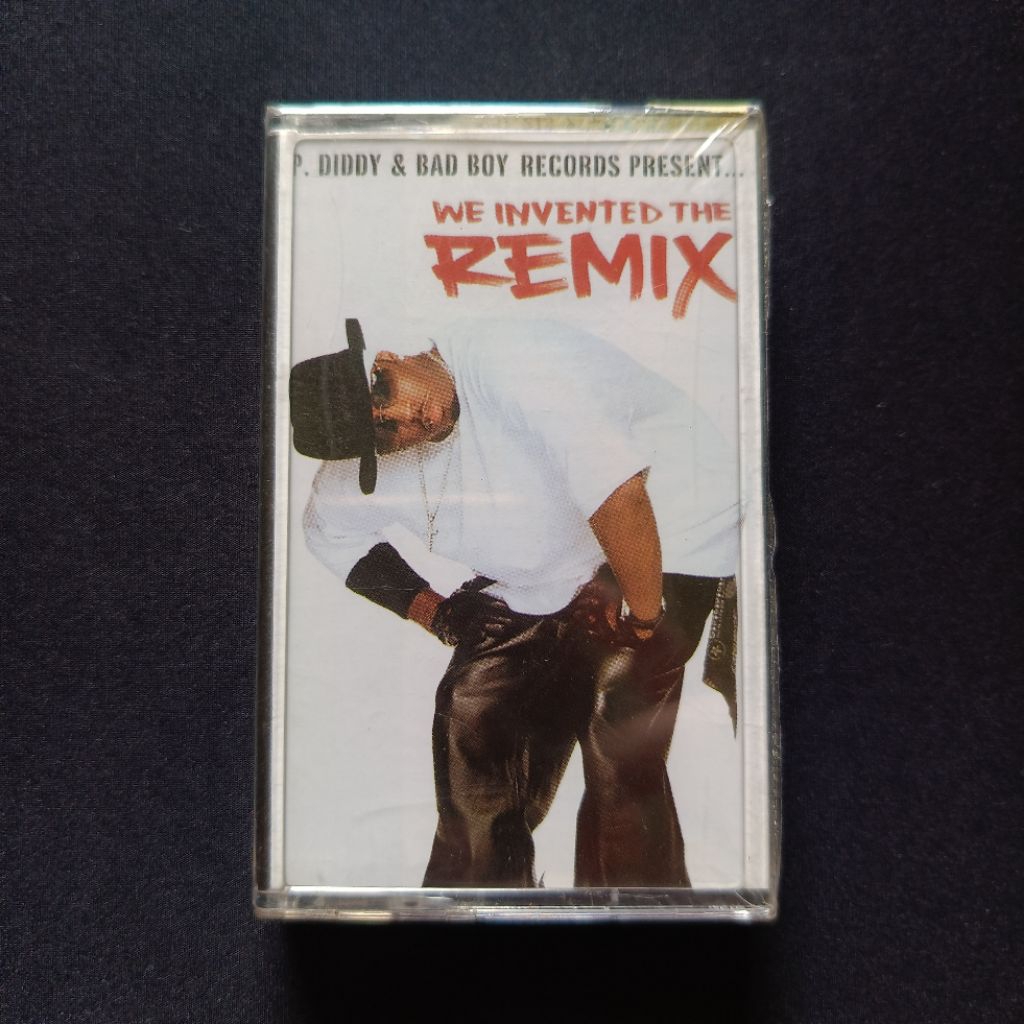 P. DIDDY & BAD BOY RECORDS PRESENT...
WE INVENTED THE
REMIX